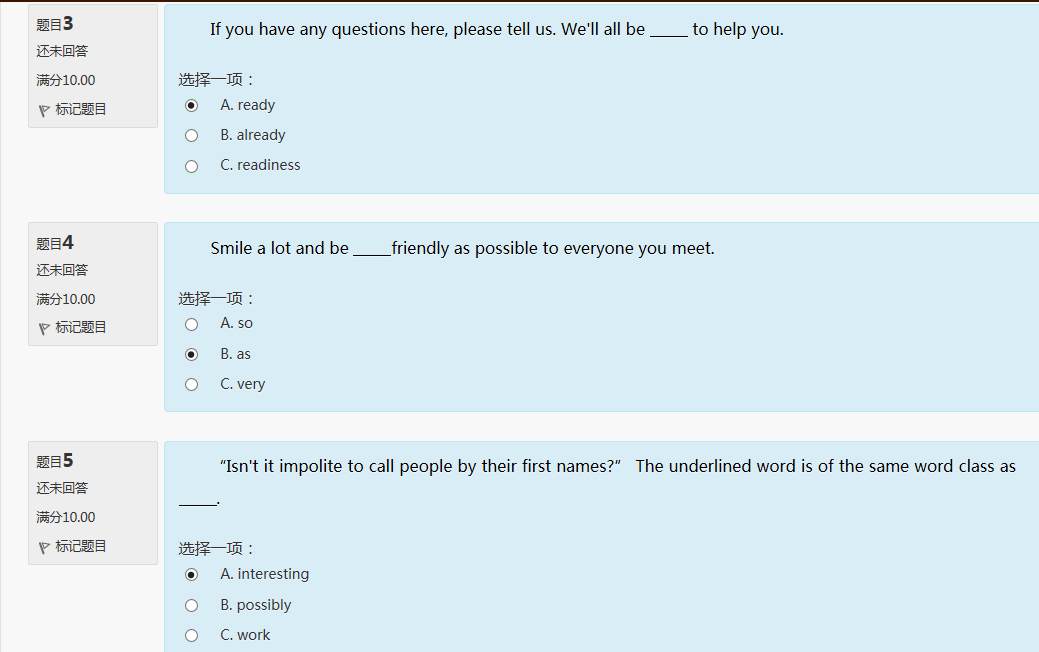 题目3
还未回答
满分10.00
标记题目
If you have any questions here, please tell us. We'll all be _____ to help you.
选择一项：
A. ready
B. already
C. readiness
题目4
还未回答
满分10.00
标记题目
Smile a lot and be _____friendly as possible to everyone you meet.
选择一项：
A. so
B. as
C. very
题目5
还未回答
满分10.00
标记题目
“Isn't it impolite to call people by their first names?” The underlined word is of the same word class as
_____.
选择一项：
A. interesting
B. possibly
C. work